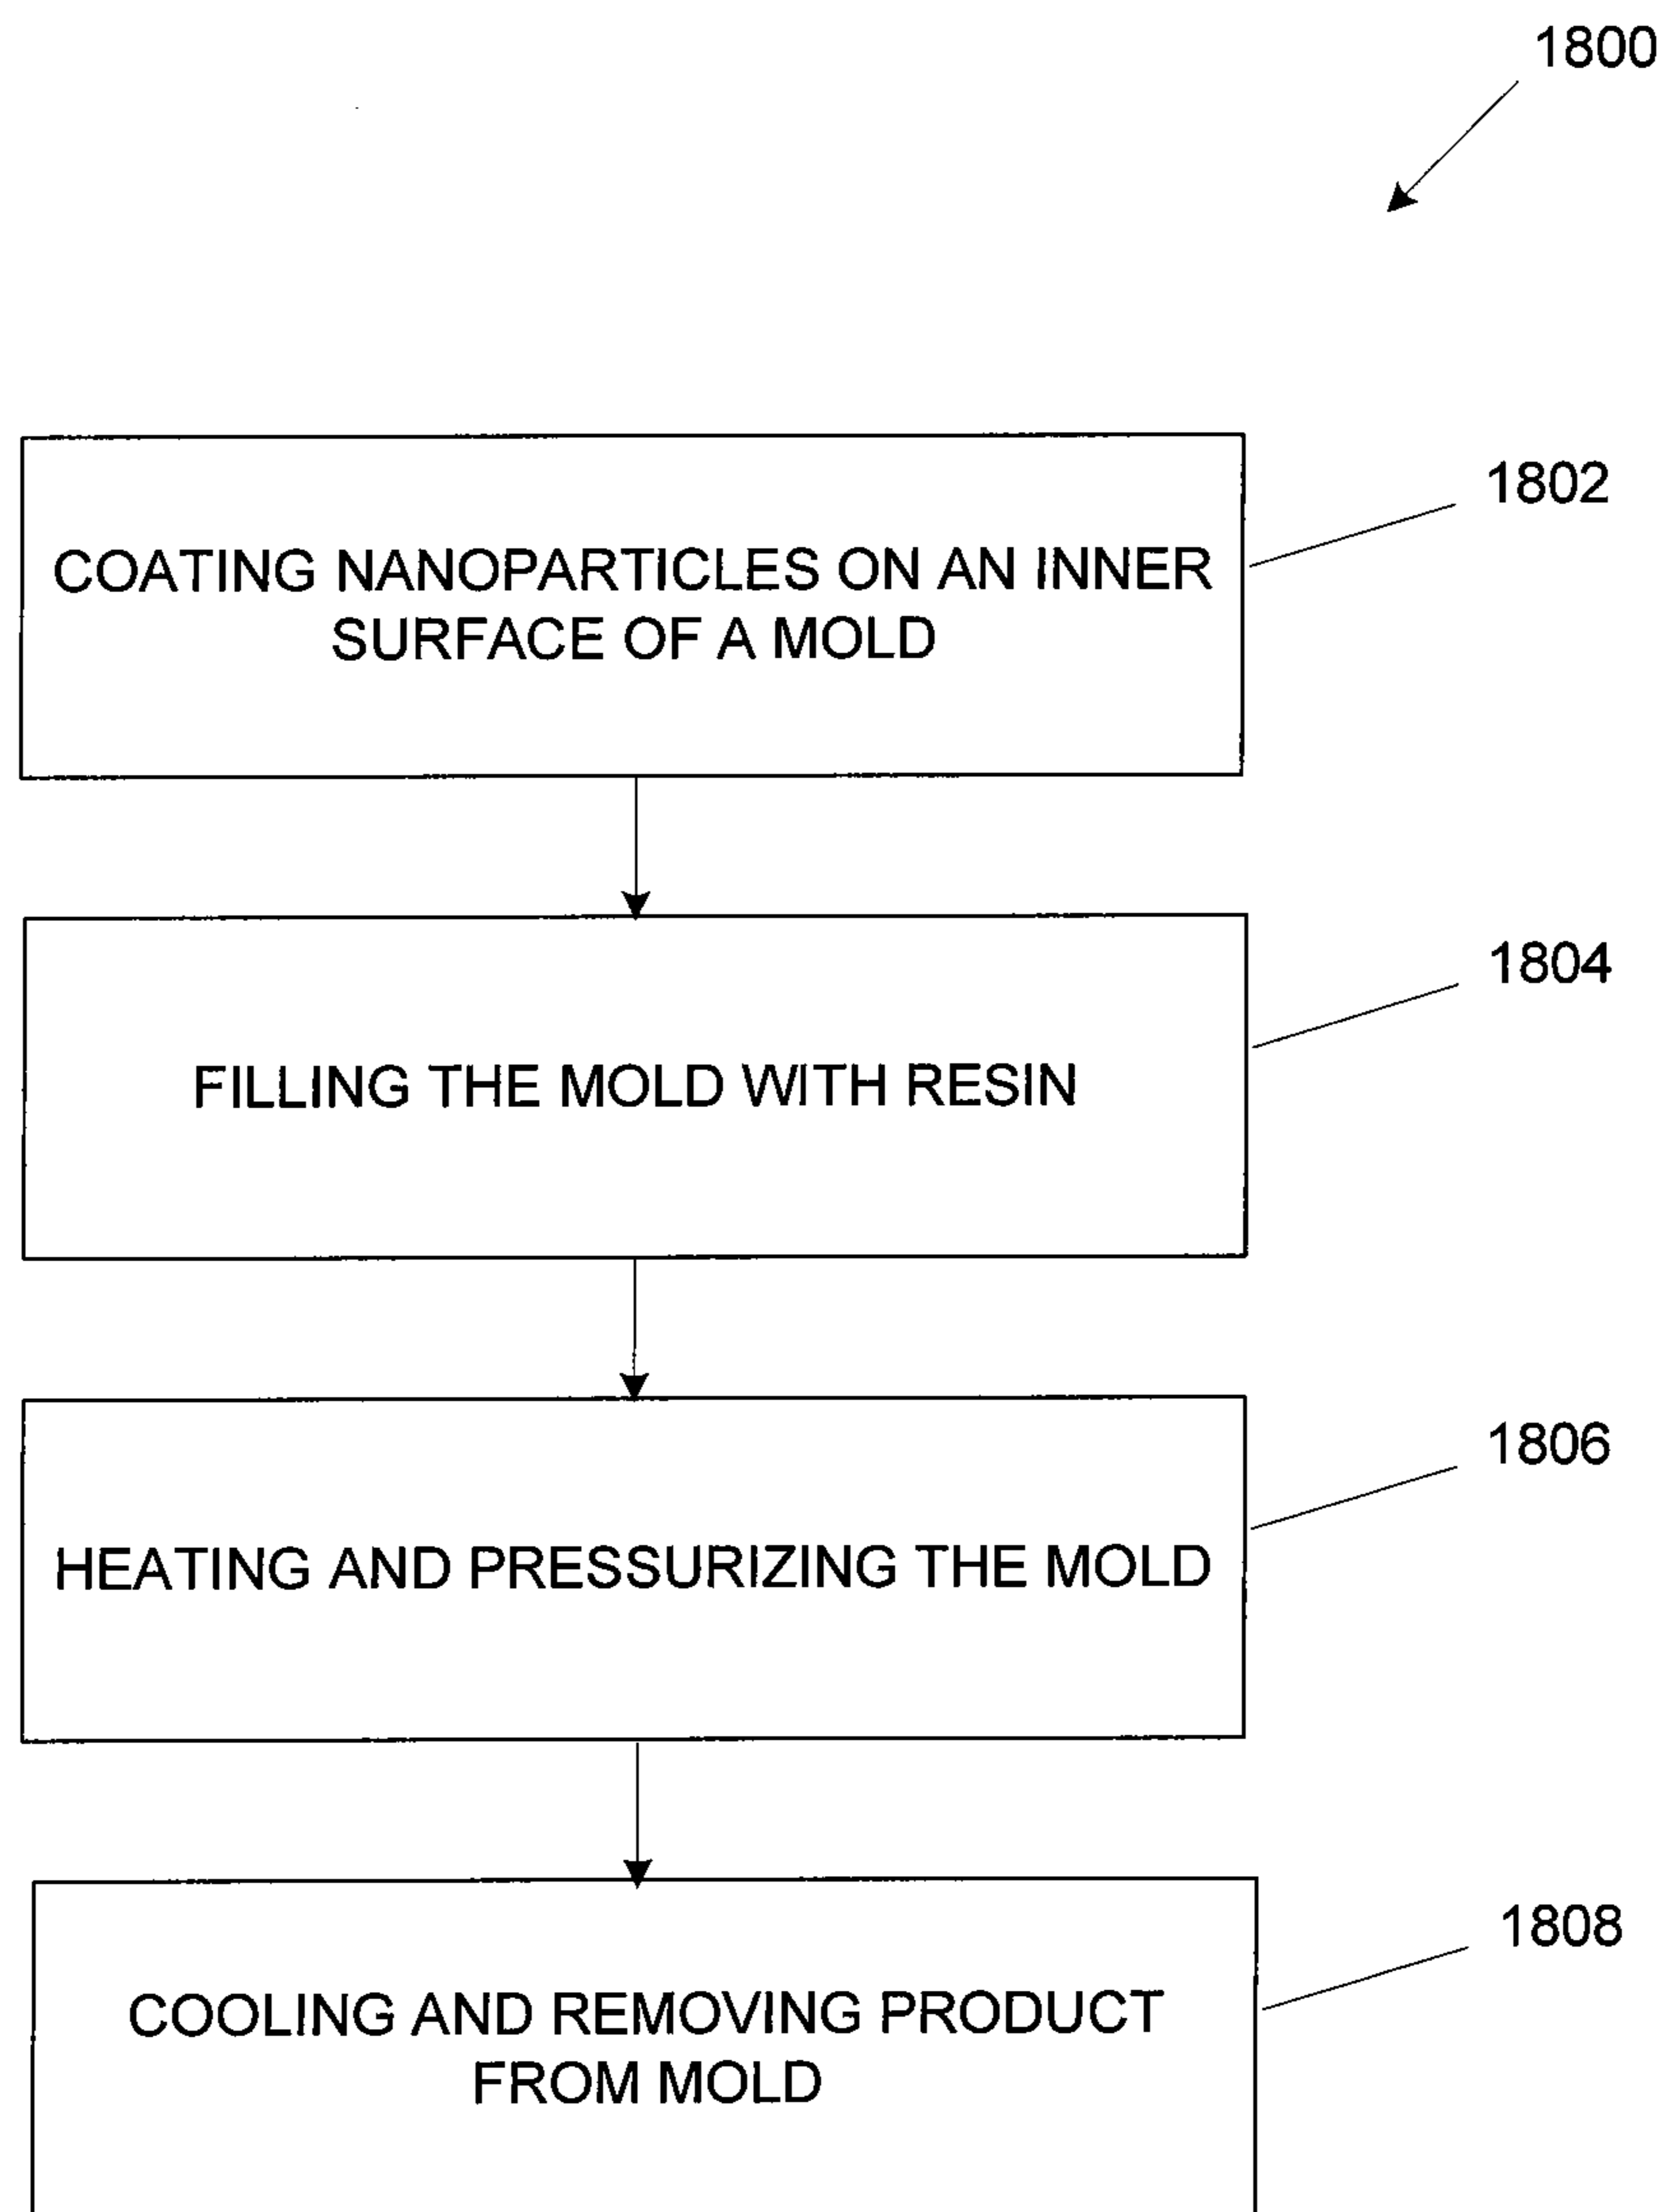 1800
1802
COATING NANOPARTICLES ON AN INNER
SURFACE OF A MOLD
1804
FILLING THE MOLD WITH RESIN
1806
HEATING AND PRESSURIZING THE MOLD
1808
COOLING AND REMOVING PRODUCT
FROM MOLD